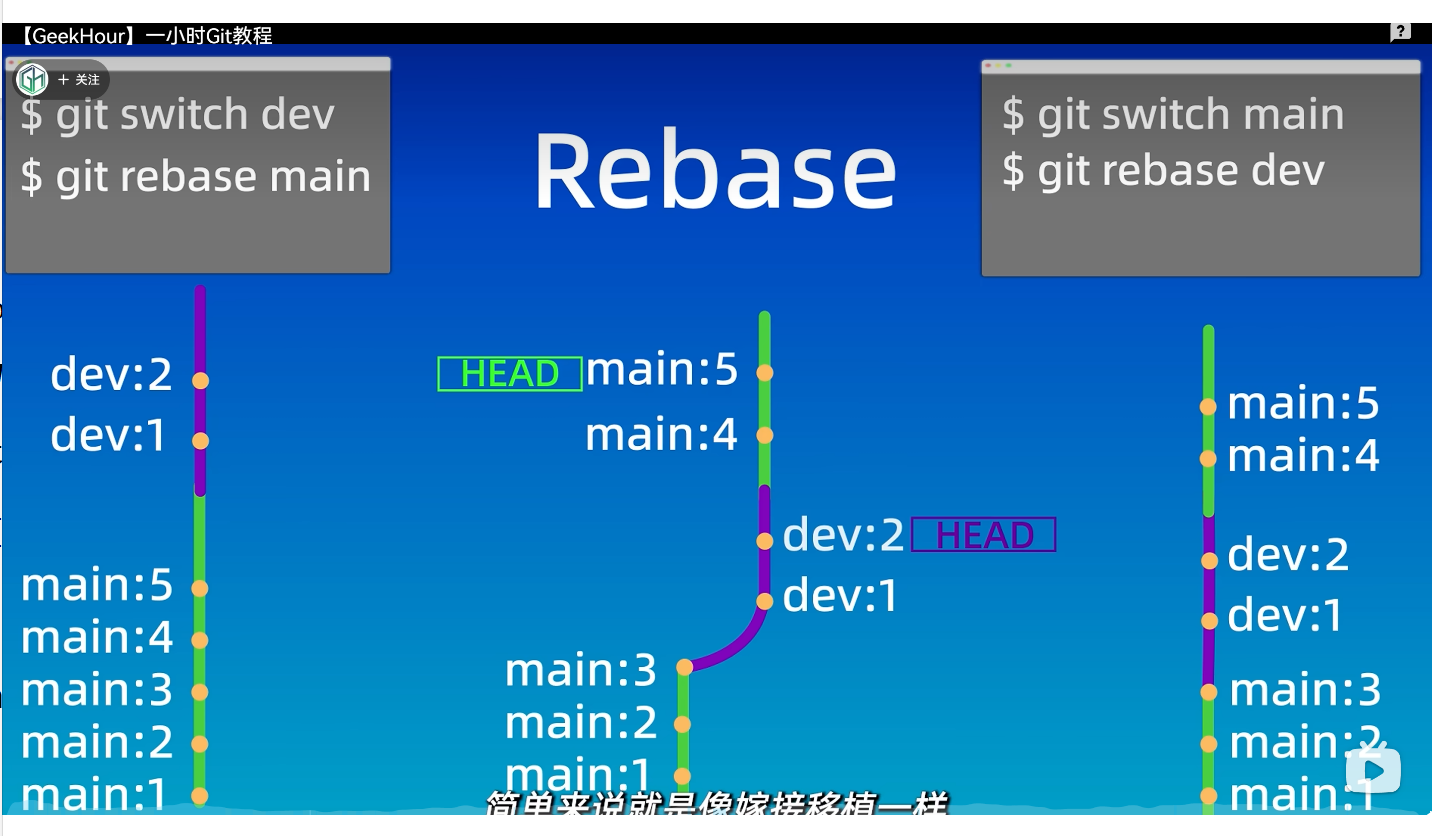 【GeekHour】一小时Git教程
+ 关注
$ git switch dev
$ git rebase main
Rebase
$ git switch main
$ git rebase dev
dev:2
dev:1
main:5
main:4
main:3
main:2
main:1
HEAD main:5
main:4
dev:2 HEAD
dev:1
main:3
main:2
main:1
main:5
main:4
dev:2
dev:1
main:3
main:2
main:1
简单来说就是像嫁接移植一样